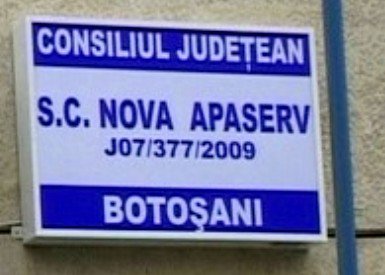 CONSILIUL JUDEȚEAN
S.C. NOVA APASERV
J07/377/2009
BOTOȘANI